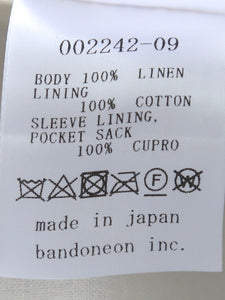 002242-09
BODY 100% LINEN
LINING
100% COTTON
SLEEVE LINING,
POCKET SACK
100% CUPRO
F
W
made in japan
bandoneon inc.